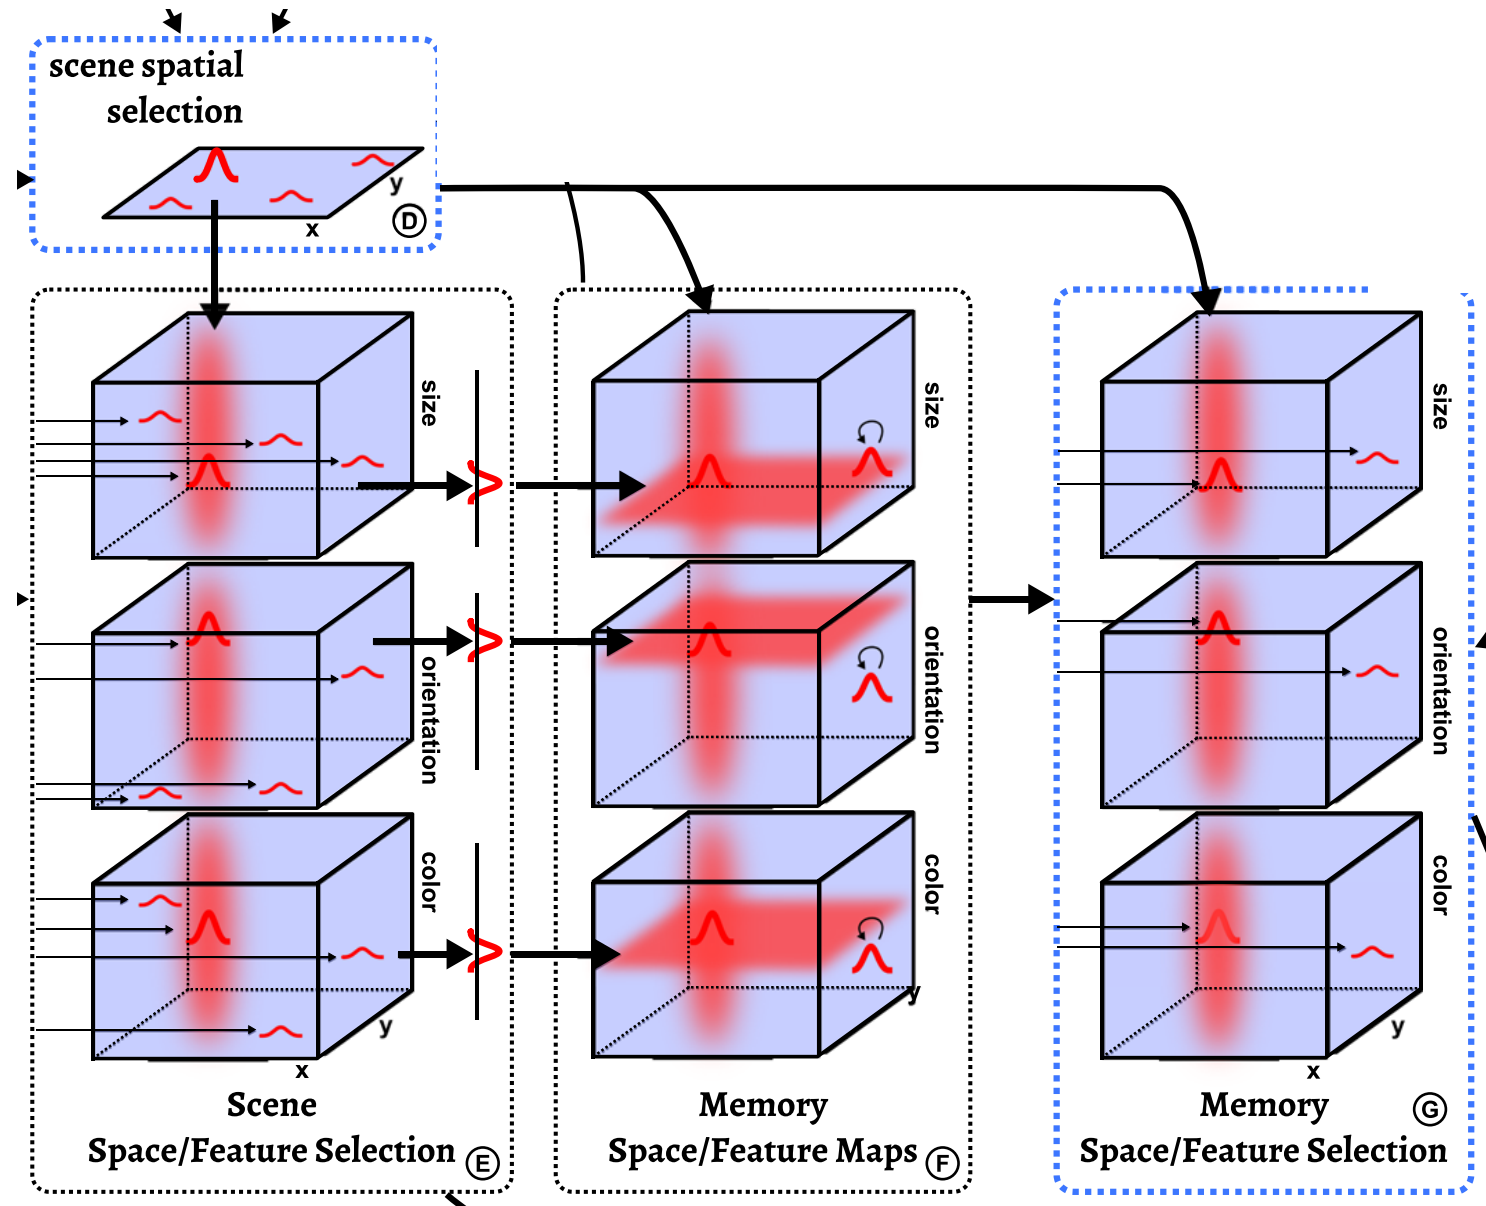 scene spatial
selection
y
x
D
size
orientation
color
y
x
Scene
Space/Feature Selection
E
size
orientation
color
y
Memory
Space/Feature Maps
F
size
orientation
color
y
x
Memory
Space/Feature Selection
G